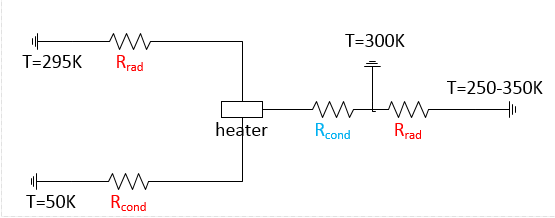 T=300K
T=295K
Rrad
T=250-350K
heater
Rcond
Rrad
T=50K
Rcond